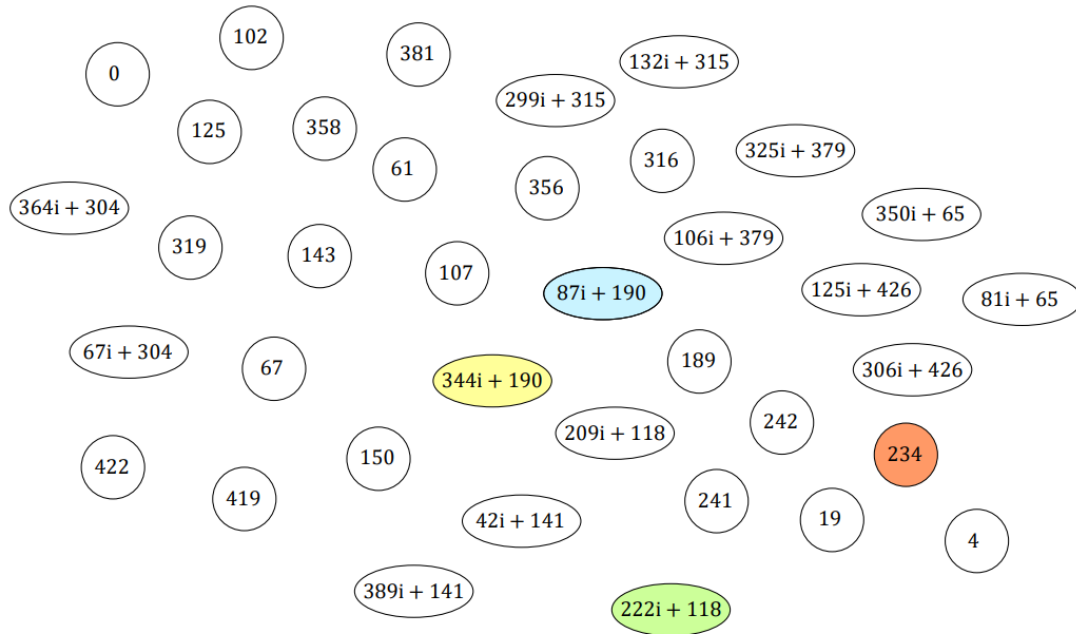 102
381
132i + 315
0
299i + 315
125
358
325i + 379
316
61
356
364i + 304
350i + 65
106i + 379
319
143
107
125i + 426
87i + 190
81i + 65
67i + 304
189
67
306i + 426
344i + 190
242
209i + 118
234
150
422
419
241
19
42i + 141
4
389i + 141
222i + 118